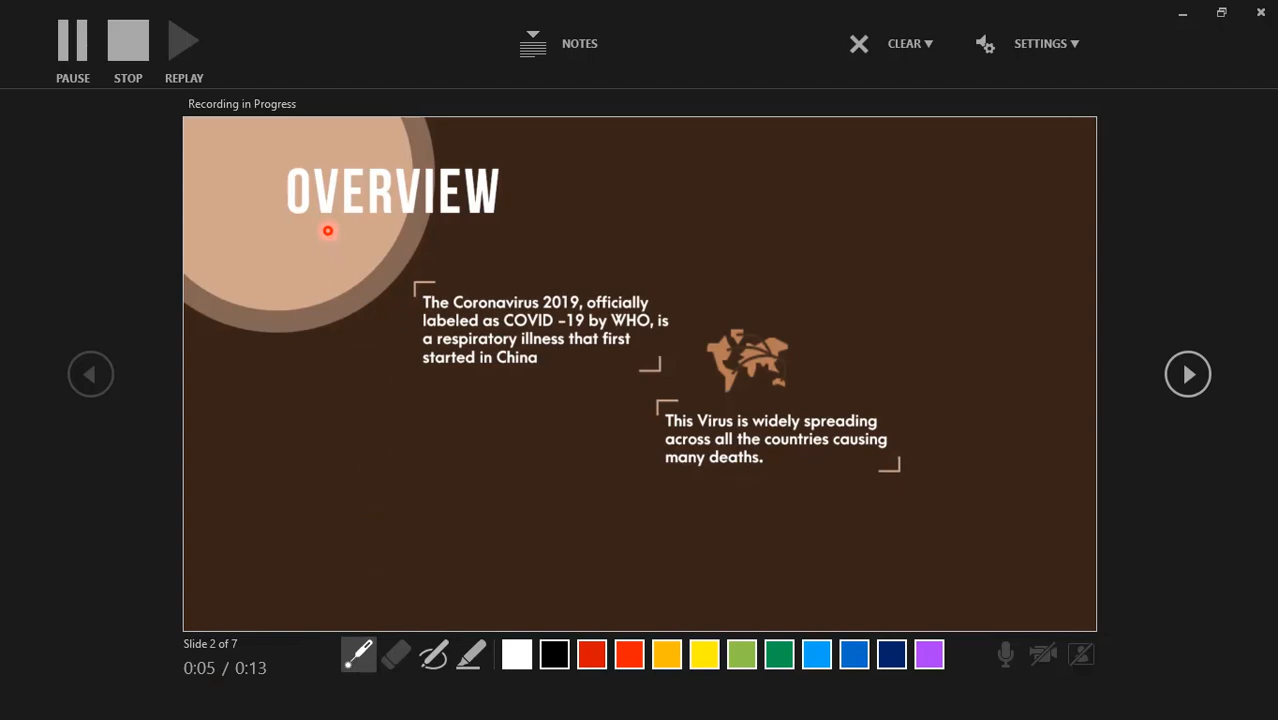 PAUSE
STOP
REPLAY
NOTES
CLEAR
SETTINGS
Recording in Progress
OVERVIEW
The Coronavirus 2019, officially
labeled as COVID -19 by WHO, is
a respiratory illness that first
started in China
This Virus is widely spreading
across all the countries causing
many deaths.
Slide 2 of 7
0:05 / 0:13